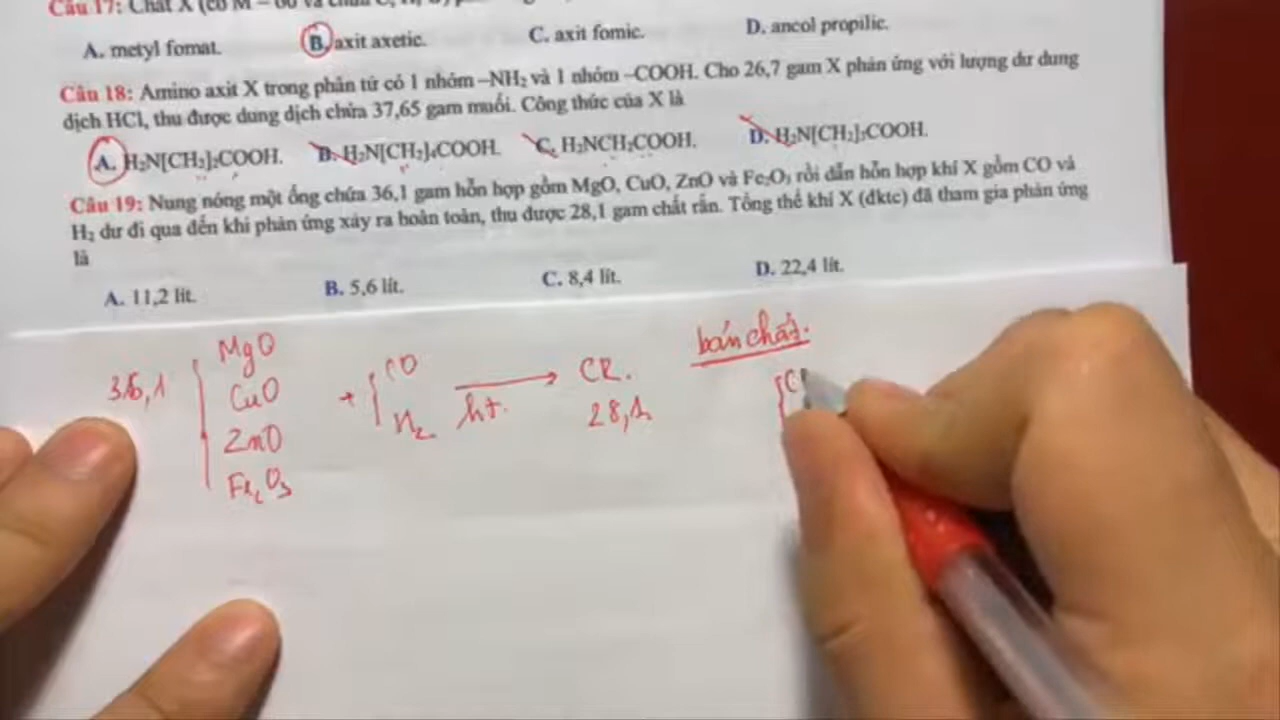 Câu 17: Chất X (có M = 60 và chứa C, H, O)
A. metyl fomat. B. axit axetic. C. axit fomic. D. ancol propilic.
Câu 18: Amino axit X trong phân tử có 1 nhóm –NH₂ và 1 nhóm –COOH. Cho 26,7 gam X phản ứng với lượng dư dung
dịch HCl, thu được dung dịch chứa 37,65 gam muối. Công thức của X là
A. H₂N[CH₂]₂COOH. B. H₂N[CH₂]₄COOH. C. H₂NCH₂COOH. D. H₂N[CH₂]₃COOH.
Câu 19: Nung nóng một ống chứa 36,1 gam hỗn hợp gồm MgO, CuO, ZnO và Fe₂O₃ rồi dẫn hỗn hợp khí X gồm CO và
H₂ dư đi qua đến khi phản ứng xảy ra hoàn toàn, thu được 28,1 gam chất rắn. Tổng thể khí X (đktc) đã tham gia phản ứng
là
A. 11,2 lít. B. 5,6 lít. C. 8,4 lít. D. 22,4 lít.
bản chất.
36,1 MgO + CO → CR.
CuO H₂ ht. 28,1
ZnO
Fe₂O₃